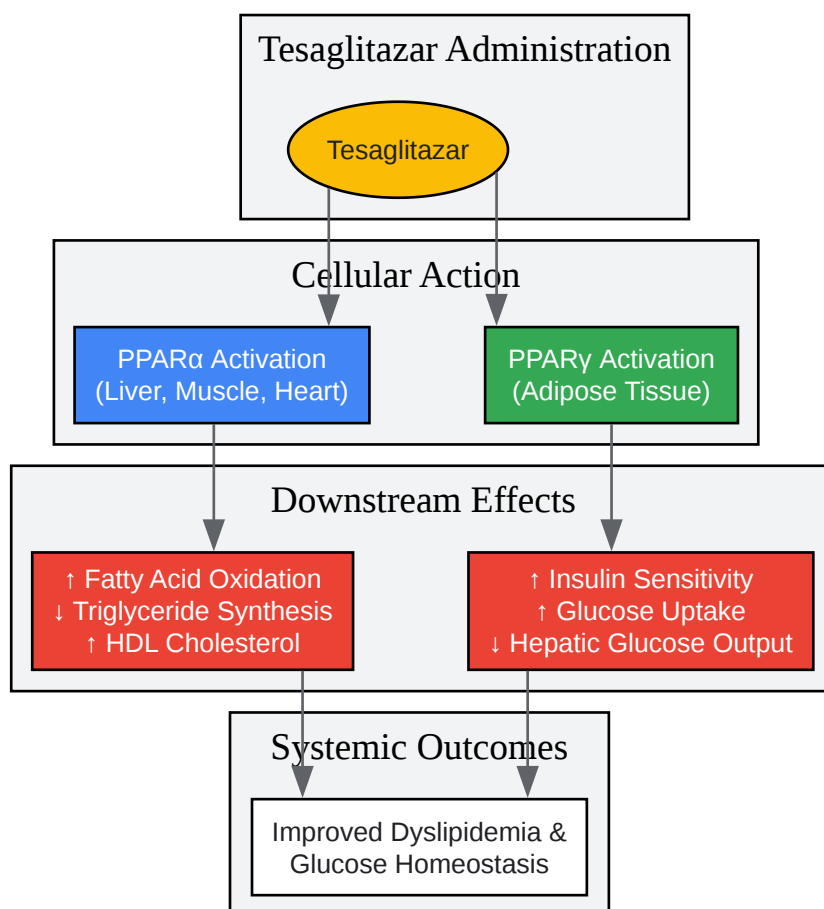 Tesaglitazar Administration
Tesaglitazar
Cellular Action
PPARα Activation
(Liver, Muscle, Heart)
PPARγ Activation
(Adipose Tissue)
Downstream Effects
↑ Fatty Acid Oxidation
↓ Triglyceride Synthesis
↑ HDL Cholesterol
↑ Insulin Sensitivity
↑ Glucose Uptake
↓ Hepatic Glucose Output
Systemic Outcomes
Improved Dyslipidemia &
Glucose Homeostasis